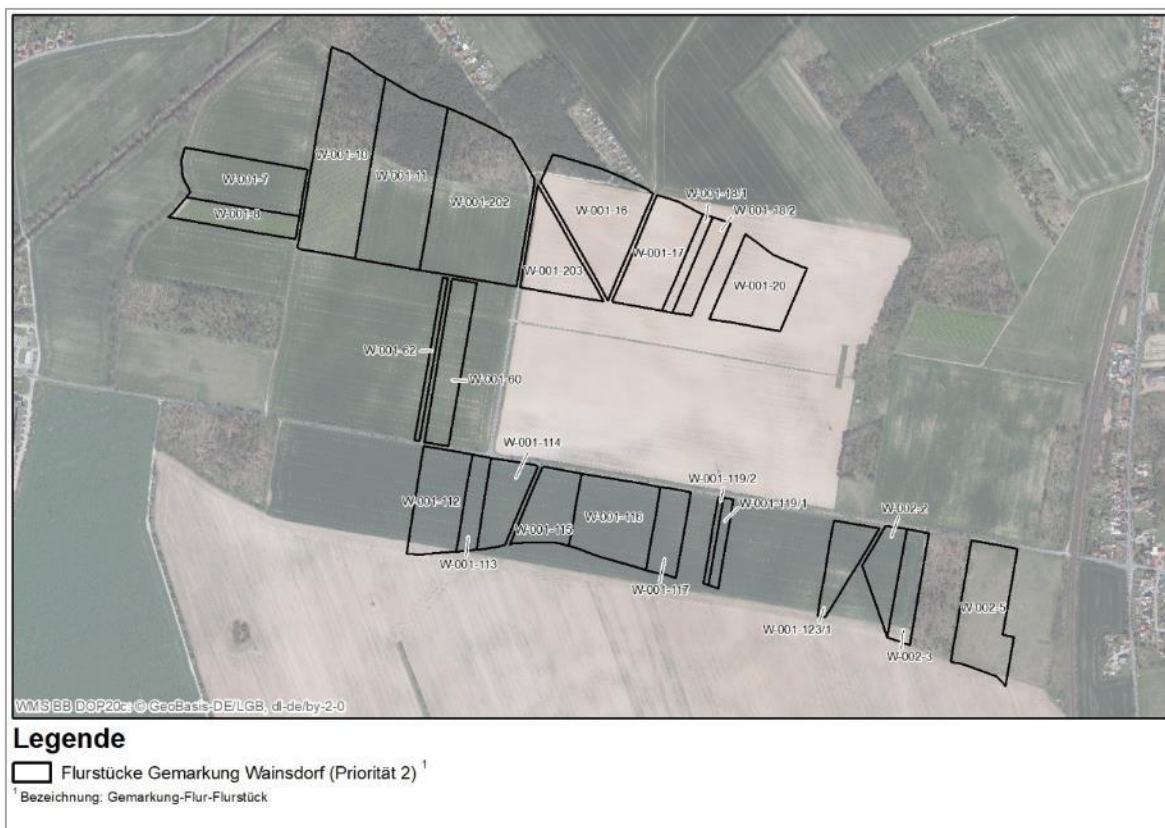 W-001-10
W-001-7
W-001-11
W-001-8
W-001-202
W-001-18/1
W-001-16
W-001-18/2
W-001-17
W-001-203
W-001-20
W-001-62
W-001-60
W-001-114
W-001-112
W-001-119/2
W-001-119/1
W-002-2
W-001-116
W-001-115
W-001-113
W-001-117
W-002-5
W-001-123/1
W-002-3
WMS BB DOP20c: © GeoBasis-DE/LGB, dl-de/by-2-0
Legende
Flurstücke Gemarkung Wainsdorf (Priorität 2) ¹
¹ Bezeichnung: Gemarkung-Flur-Flurstück